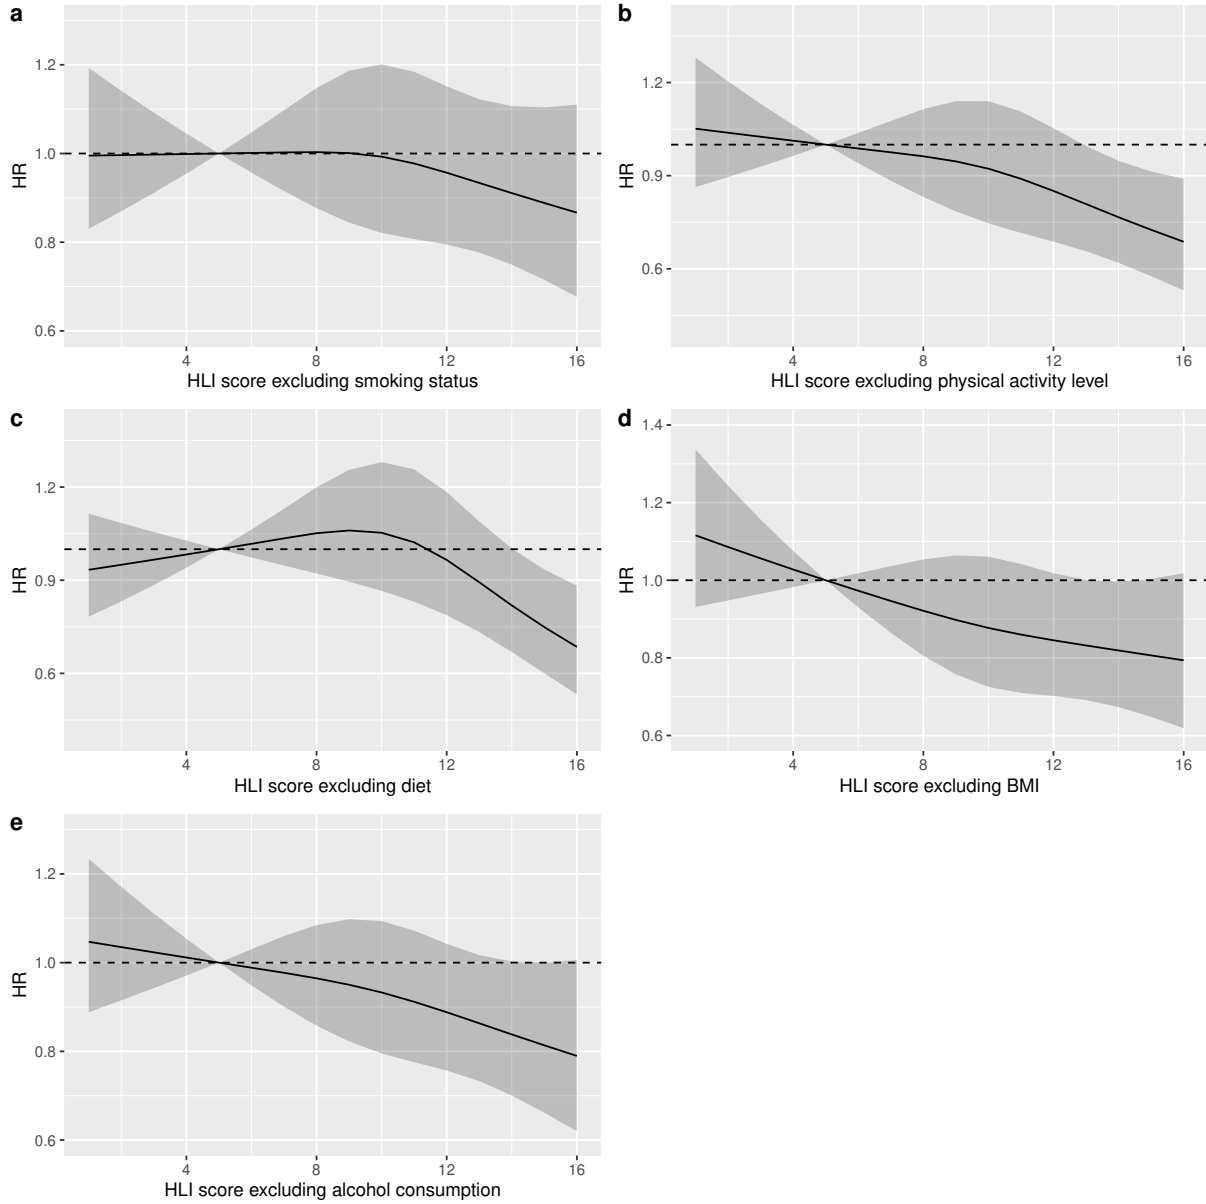 a
HR
1.2
1.0
0.8
0.6
4 8 12 16
HLI score excluding smoking status
b
HR
1.2
0.9
0.6
4 8 12 16
HLI score excluding physical activity level
c
HR
1.2
0.9
0.6
4 8 12 16
HLI score excluding diet
d
HR
1.4
1.2
1.0
0.8
0.6
4 8 12 16
HLI score excluding BMI
e
HR
1.2
1.0
0.8
0.6
4 8 12 16
HLI score excluding alcohol consumption